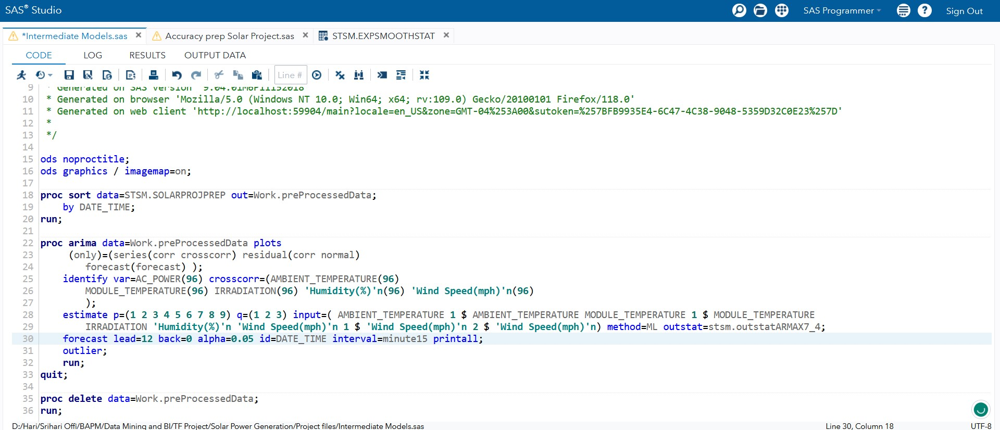 SAS® Studio
SAS Programmer
Sign Out
*Intermediate Models.sas
Accuracy prep Solar Project.sas
STSM.EXPSMOOTHSTAT
CODE LOG RESULTS OUTPUT DATA
Line #
9 * Generated on SAS version '9.04.01M6P11152018'
10 * Generated on browser 'Mozilla/5.0 (Windows NT 10.0; Win64; x64; rv:109.0) Gecko/20100101 Firefox/118.0'
11 * Generated on web client 'http://localhost:59904/main?locale=en_US&zone=GMT-04%253A00&sutoken=%257BFB9935E4-6C47-4C38-9048-5359D32C0E23%257D'
12 *
13 */
14
15 ods noproctitle;
16 ods graphics / imagemap=on;
17
18 proc sort data=STSM.SOLARPROJPREP out=Work.preProcessedData;
19 by DATE_TIME;
20 run;
21
22 proc arima data=Work.preProcessedData plots
23 (only)=(series(corr crosscorr) residual(corr normal)
24 forecast(forecast) );
25 identify var=AC_POWER(96) crosscorr=(AMBIENT_TEMPERATURE(96)
26 MODULE_TEMPERATURE(96) IRRADIATION(96) 'Humidity(%)'n(96) 'Wind Speed(mph)'n(96)
27 );
28 estimate p=(1 2 3 4 5 6 7 8 9) q=(1 2 3) input=( AMBIENT_TEMPERATURE 1 $ AMBIENT_TEMPERATURE MODULE_TEMPERATURE 1 $ MODULE_TEMPERATURE
29 IRRADIATION 'Humidity(%)'n 'Wind Speed(mph)'n 1 $ 'Wind Speed(mph)'n 2 $ 'Wind Speed(mph)'n) method=ML outstat=stsm.outstatARMAX7_4;
30 forecast lead=12 back=0 alpha=0.05 id=DATE_TIME interval=minute15 printall;
31 outlier;
32 run;
33 quit;
34
35 proc delete data=Work.preProcessedData;
36 run;
D:/Hari/Srihari Offi/BAPM/Data Mining and BI/TF Project/Solar Power Generation/Project files/Intermediate Models.sas
Line 30, Column 18
UTF-8